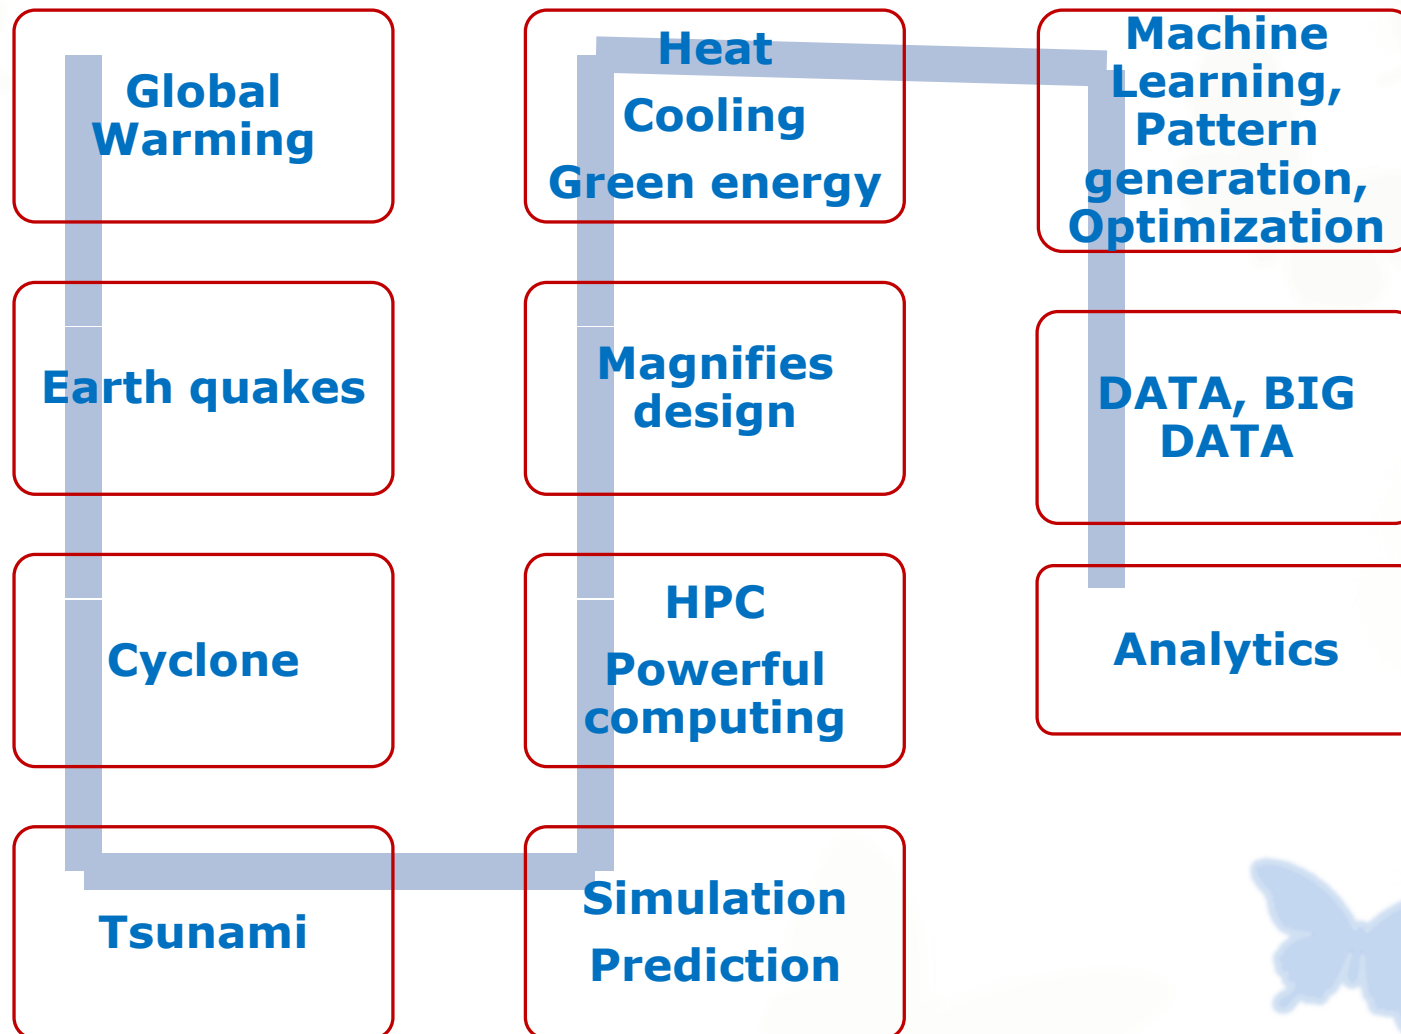 Global
Warming
Earth quakes
Cyclone
Tsunami
Simulation
Prediction
HPC
Powerful
computing
Magnifies
design
Heat
Cooling
Green energy
Machine
Learning,
Pattern
generation,
Optimization
DATA, BIG
DATA
Analytics